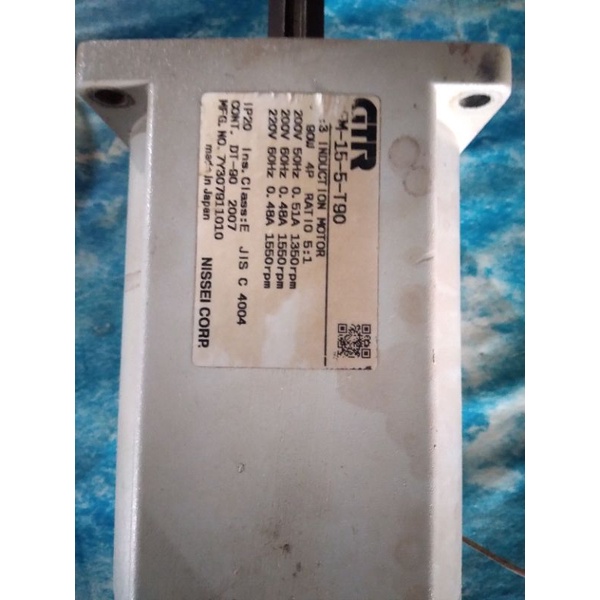 GTR
M-15-5-T90
:3 INDUCTION MOTOR
90W 4P RATIO 5:1
200V 50Hz 0.51A 1350rpm
200V 60Hz 0.48A 1550rpm
220V 60Hz 0.48A 1550rpm
IP20 Ins.Class:E JIS C 4004
CONT. DT-90 2007
MFG.NO.7Y307911010
made in Japan
NISSEI CORP.